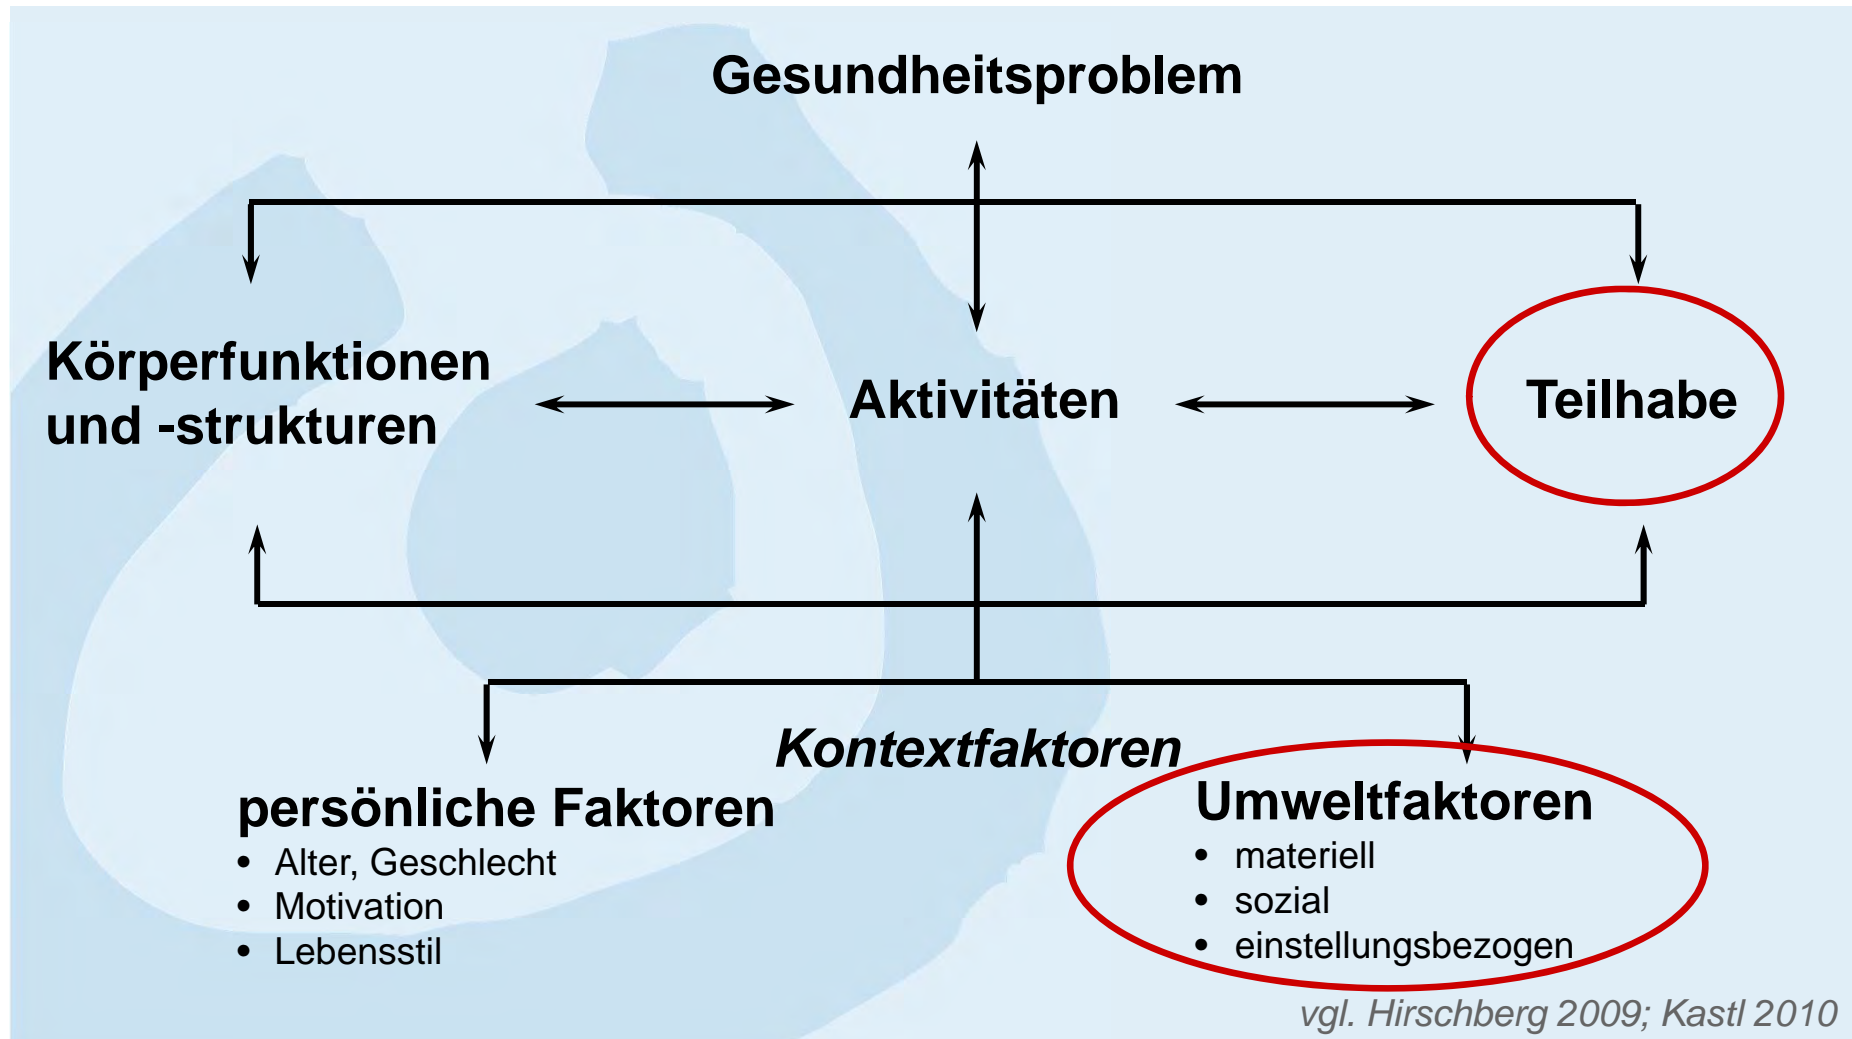 Gesundheitsproblem
Körperfunktionen
und -strukturen
Aktivitäten
Teilhabe
Kontextfaktoren
persönliche Faktoren
• Alter, Geschlecht
• Motivation
• Lebensstil
Umweltfaktoren
• materiell
• sozial
• einstellungsbezogen
vgl. Hirschberg 2009; Kastl 2010